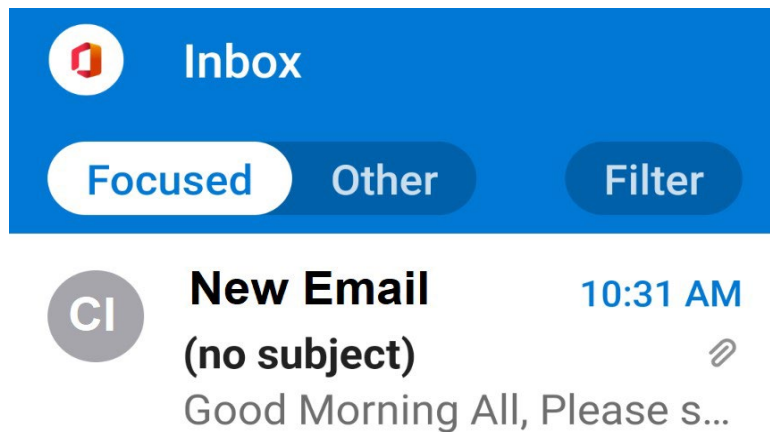 Inbox
Focused Other Filter
CI New Email 10:31 AM
(no subject)
Good Morning All, Please s...